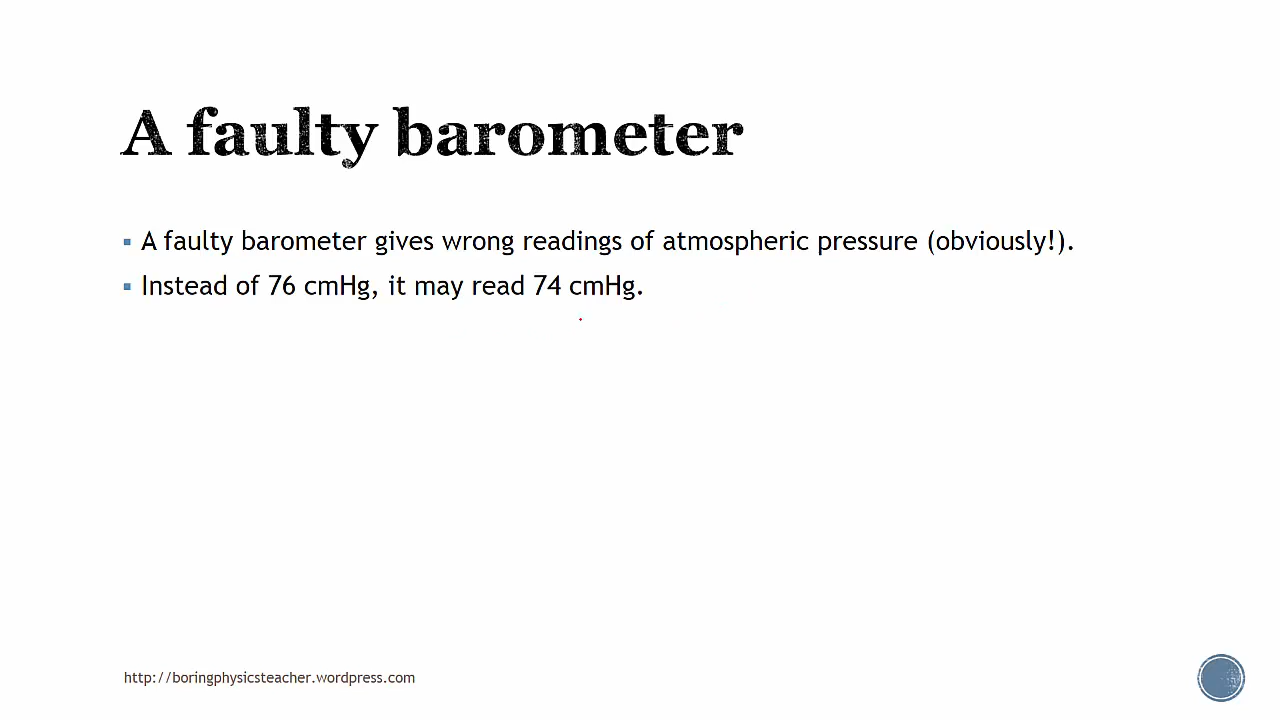 A faulty barometer
▪ A faulty barometer gives wrong readings of atmospheric pressure (obviously!).
▪ Instead of 76 cmHg, it may read 74 cmHg.
http://boringphysicsteacher.wordpress.com